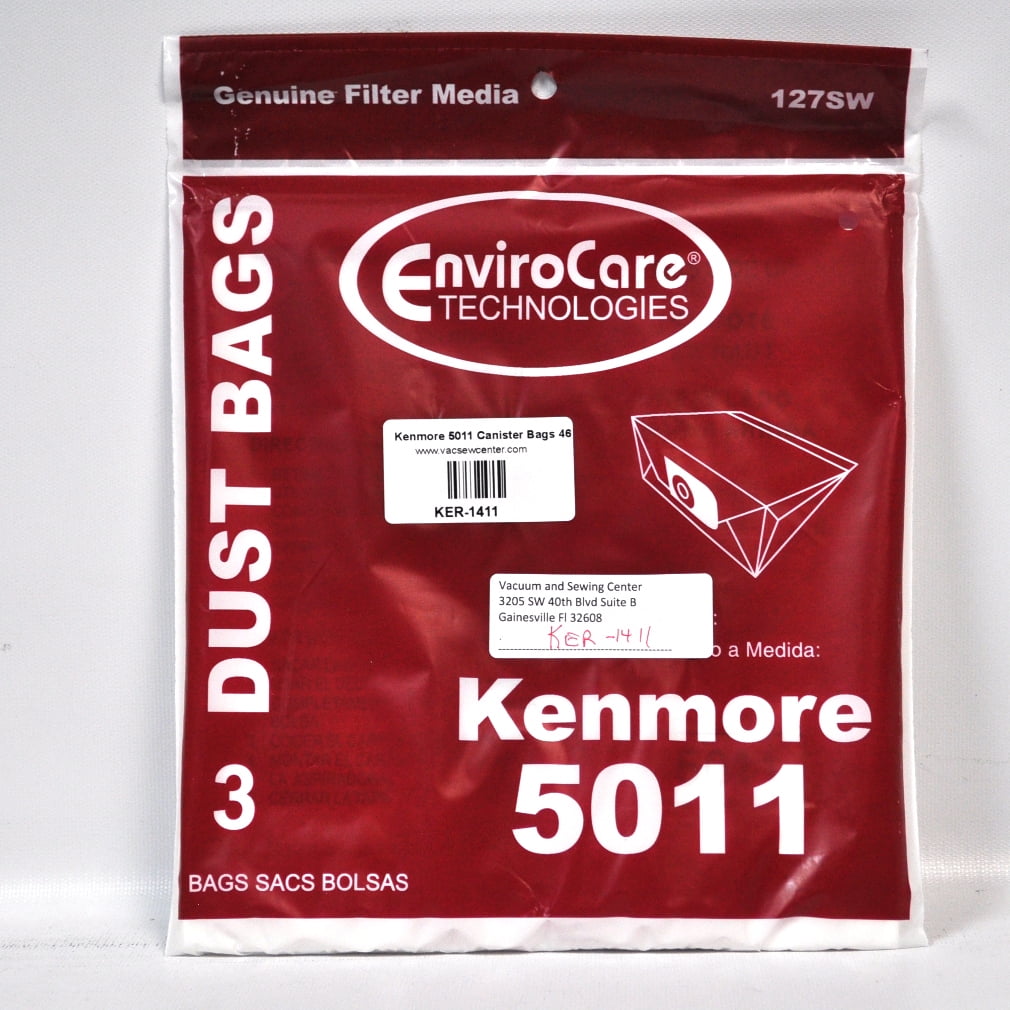 Genuine Filter Media
127SW
DUST BAGS
EnviroCare®
TECHNOLOGIES
Kenmore 5011 Canister Bags 46
www.vacsewcenter.com
KER-1411
Vacuum and Sewing Center
3205 SW 40th Blvd Suite B
Gainesville Fl 32608
KER-1411
a Medida:
Kenmore
5011
3
BAGS SACS BOLSAS